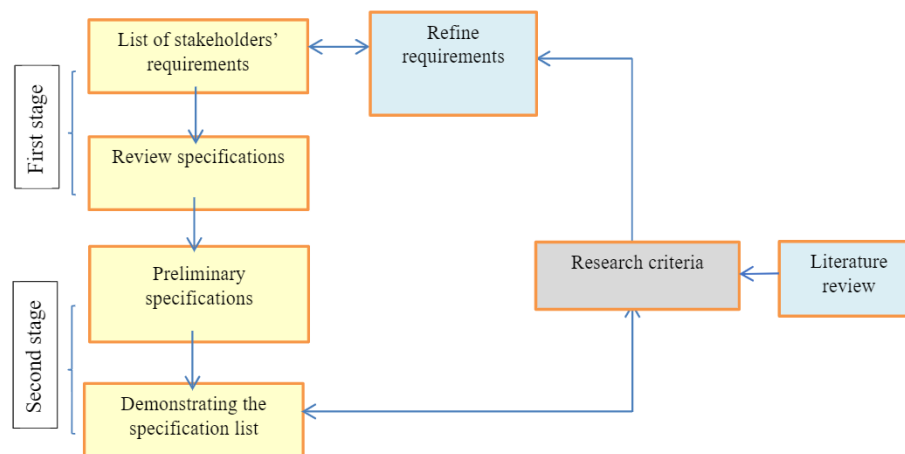 List of stakeholders’
requirements
Refine
requirements
First stage
Review specifications
Preliminary
specifications
Research criteria
Literature
review
Second stage
Demonstrating the
specification list